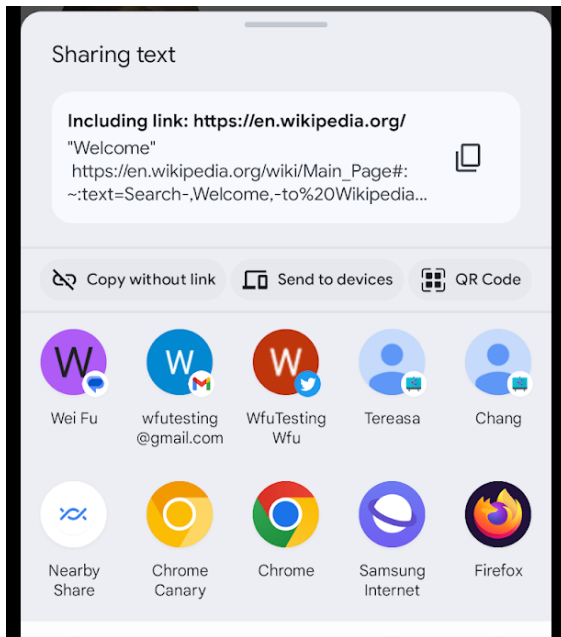 Sharing text
Including link: https://en.wikipedia.org/
"Welcome"
https://en.wikipedia.org/wiki/Main_Page#:
~:text=Search-,Welcome,-to%20Wikipedia...
Copy without link
Send to devices
QR Code
W
W
W
Wei Fu
wfutesting
@gmail.com
WfuTesting
Wfu
Tereasa
Chang
Nearby
Share
Chrome
Canary
Chrome
Samsung
Internet
Firefox